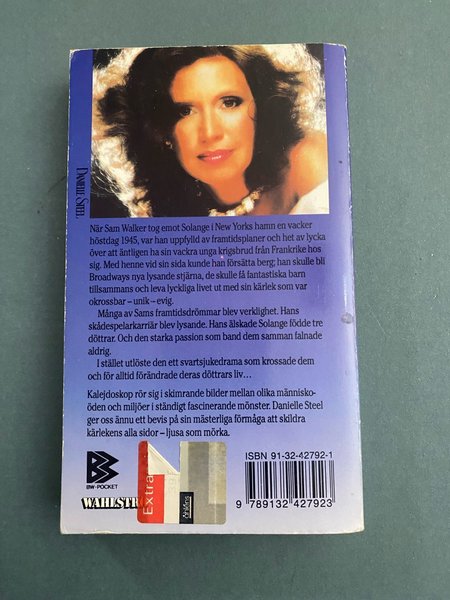 DANIELLE STEEL
När Sam Walker tog emot Solange i New Yorks hamn en vacker
höstdag 1945, var han uppfylld av framtidsplaner och het av lycka
över att äntligen ha sin vackra unga krigsbrud från Frankrike hos
sig. Med henne vid sin sida kunde han försätta berg; han skulle bli
Broadways nya lysande stjärna, de skulle få fantastiska barn
tillsammans och leva lyckliga livet ut med sin kärlek som var
okrossbar – unik – evig.
Många av Sams framtidsdrömmar blev verklighet. Hans
skådespelarkarriär blev lysande. Hans älskade Solange födde tre
döttrar. Och den starka passion som band dem samman falnade
aldrig.
I stället utlöste den ett svartsjukedrama som krossade dem
och för alltid förändrade deras döttrars liv...
Kalejdoskop rör sig i skimrande bilder mellan olika människo-
öden och miljöer i ständigt fascinerande mönster. Danielle Steel
ger oss ännu ett bevis på sin mästerliga förmåga att skildra
kärlekens alla sidor – ljusa som mörka.
BW-POCKET
WAHLSTR
Extra
Åhléns
ISBN 91-32-42792-1
9 789132 427923